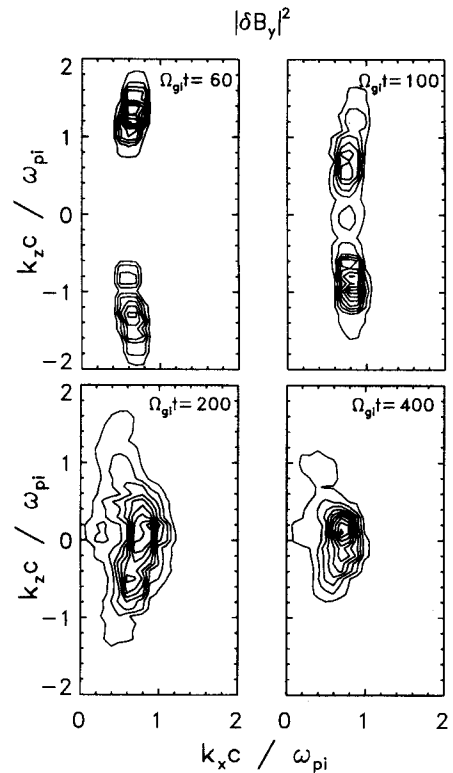 |δB_y|²
Ω_gi t= 60
Ω_gi t= 100
2
1
0
-1
-2
k_z c / ω_pi
Ω_gi t= 200
Ω_gi t= 400
2
1
0
-1
-2
k_z c / ω_pi
0 1 2 0 1 2
k_x c / ω_pi